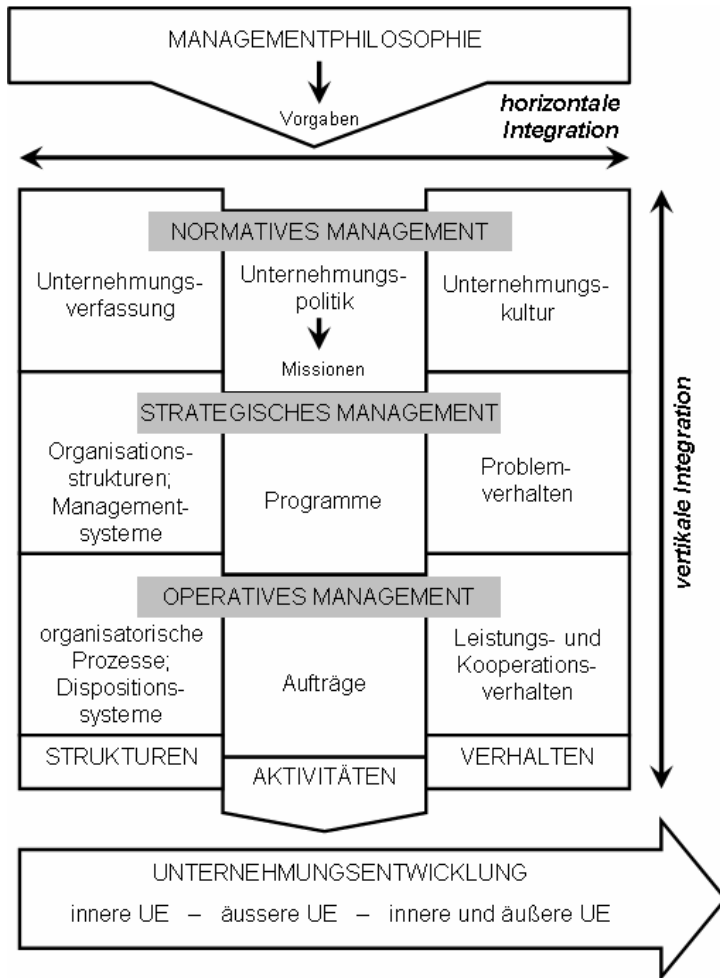 MANAGEMENTPHILOSOPHIE
Vorgaben
horizontale
Integration
NORMATIVES MANAGEMENT
Unternehmungs-
verfassung
Unternehmungs-
politik
Missionen
Unternehmungs-
kultur
STRATEGISCHES MANAGEMENT
Organisations-
strukturen;
Management-
systeme
Programme
Problem-
verhalten
vertikale Integration
OPERATIVES MANAGEMENT
organisatorische
Prozesse;
Dispositions-
systeme
Aufträge
Leistungs- und
Kooperations-
verhalten
STRUKTUREN
AKTIVITÄTEN
VERHALTEN
UNTERNEHMUNGSENTWICKLUNG
innere UE – äussere UE – innere und äußere UE